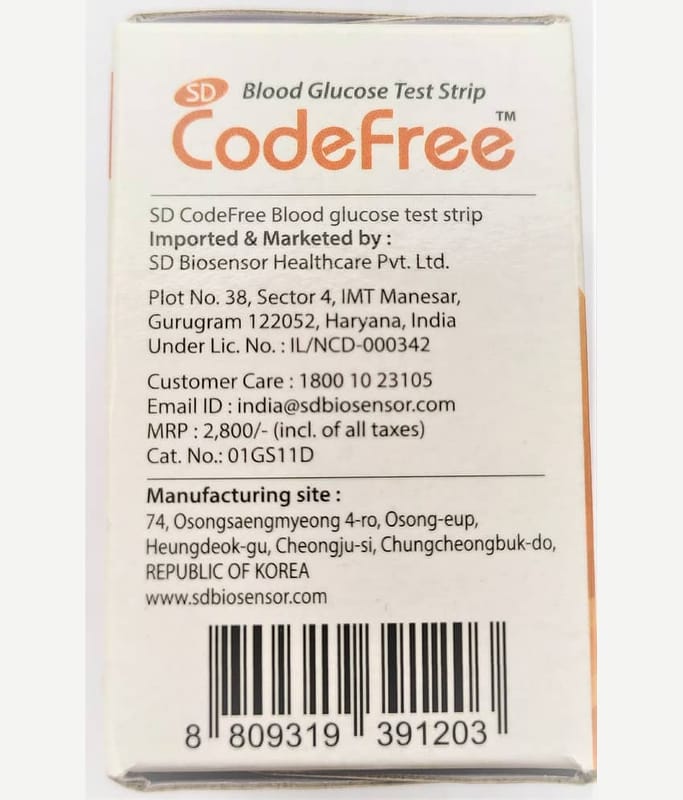 SD Blood Glucose Test Strip
CodeFree™
SD CodeFree Blood glucose test strip
Imported & Marketed by :
SD Biosensor Healthcare Pvt. Ltd.
Plot No. 38, Sector 4, IMT Manesar,
Gurugram 122052, Haryana, India
Under Lic. No. : IL/NCD-000342
Customer Care : 1800 10 23105
Email ID : india@sdbiosensor.com
MRP : 2,800/- (incl. of all taxes)
Cat. No.: 01GS11D
Manufacturing site :
74, Osongsaengmyeong 4-ro, Osong-eup,
Heungdeok-gu, Cheongju-si, Chungcheongbuk-do,
REPUBLIC OF KOREA
www.sdbiosensor.com
8 809319 391203